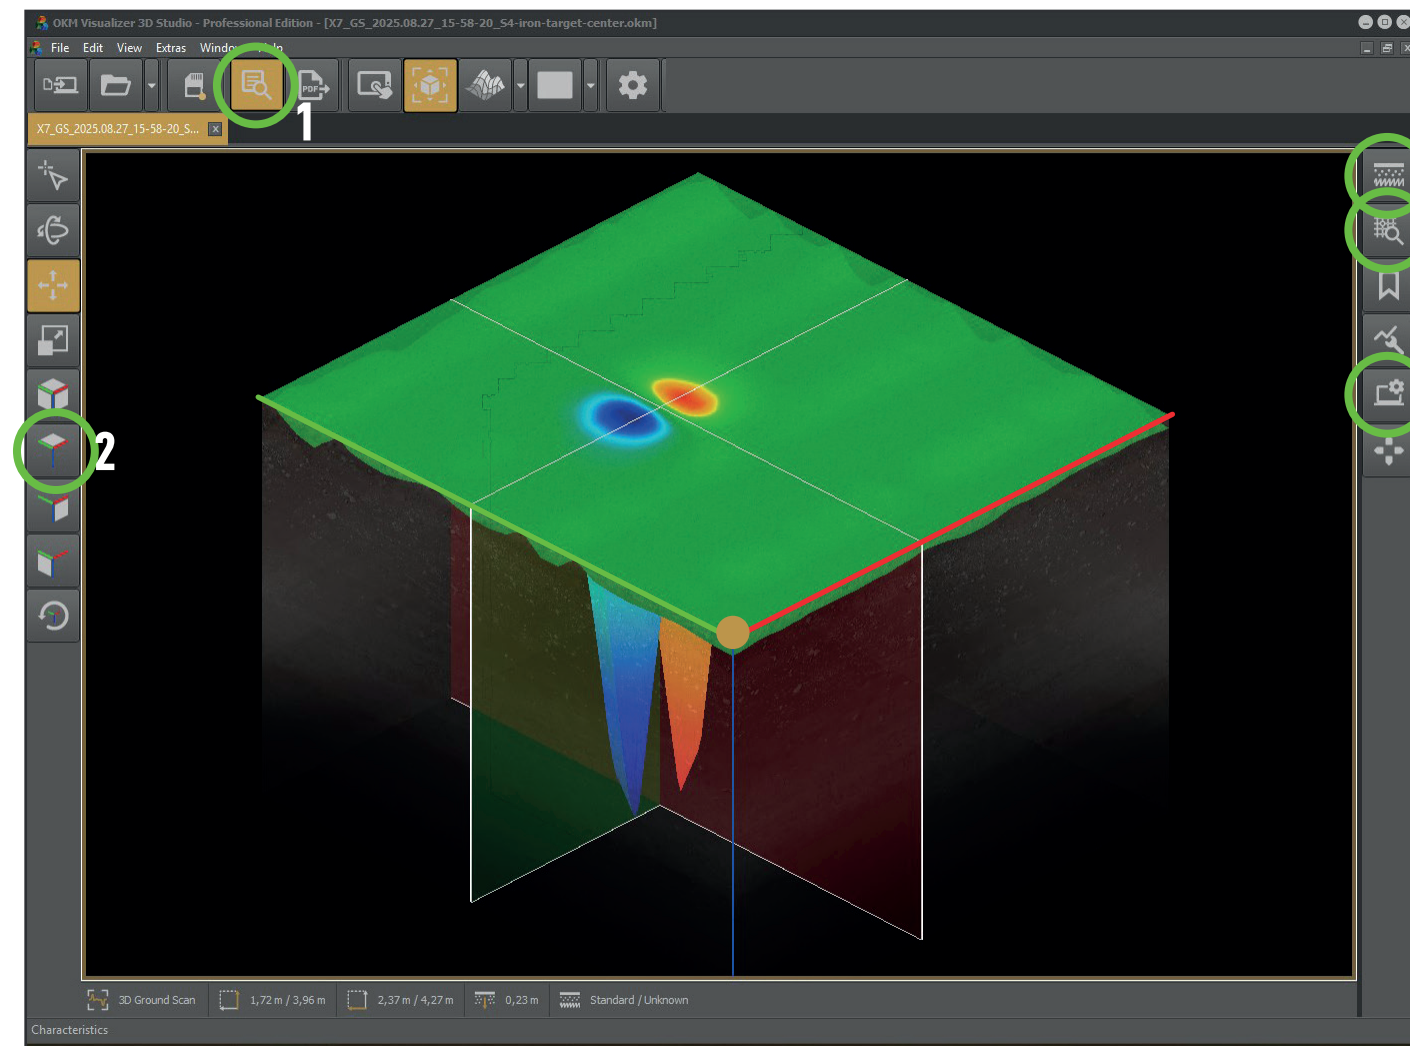 OKM Visualizer 3D Studio - Professional Edition - [X7_GS_2025.08.27_15-58-20_S4-iron-target-center.okm]
File Edit View Extras
PDF
1
X7_GS_2025.08.27_15-58-20_S... x
2
3D Ground Scan 1,72 m / 3,96 m 2,37 m / 4,27 m 0,23 m Standard / Unknown
Characteristics